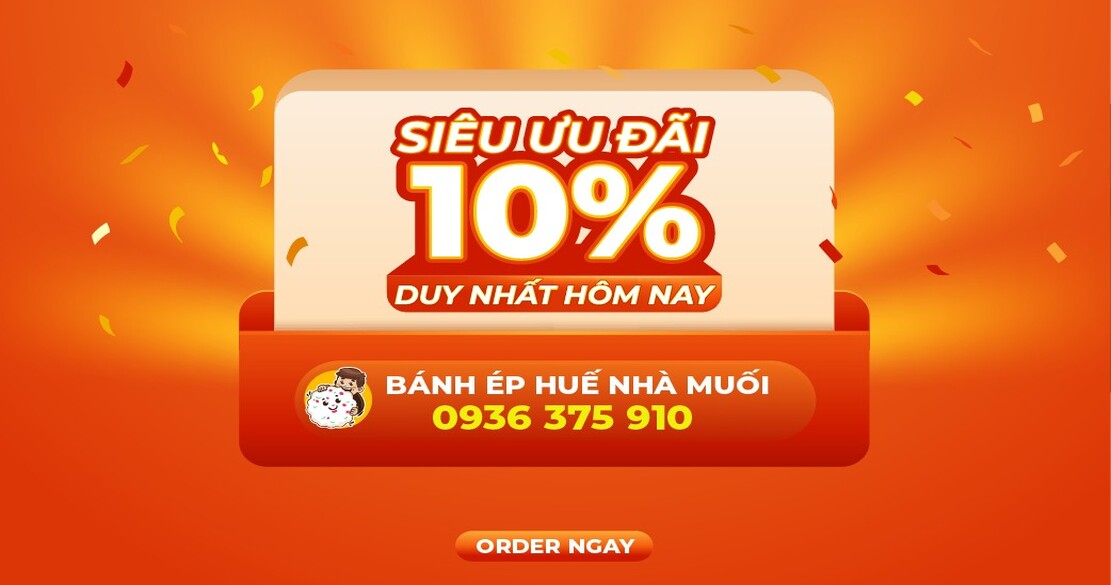 SIÊU ƯU ĐÃI
10%
DUY NHẤT HÔM NAY
BÁNH ÉP HUẾ NHÀ MUỐI
0936 375 910
ORDER NGAY